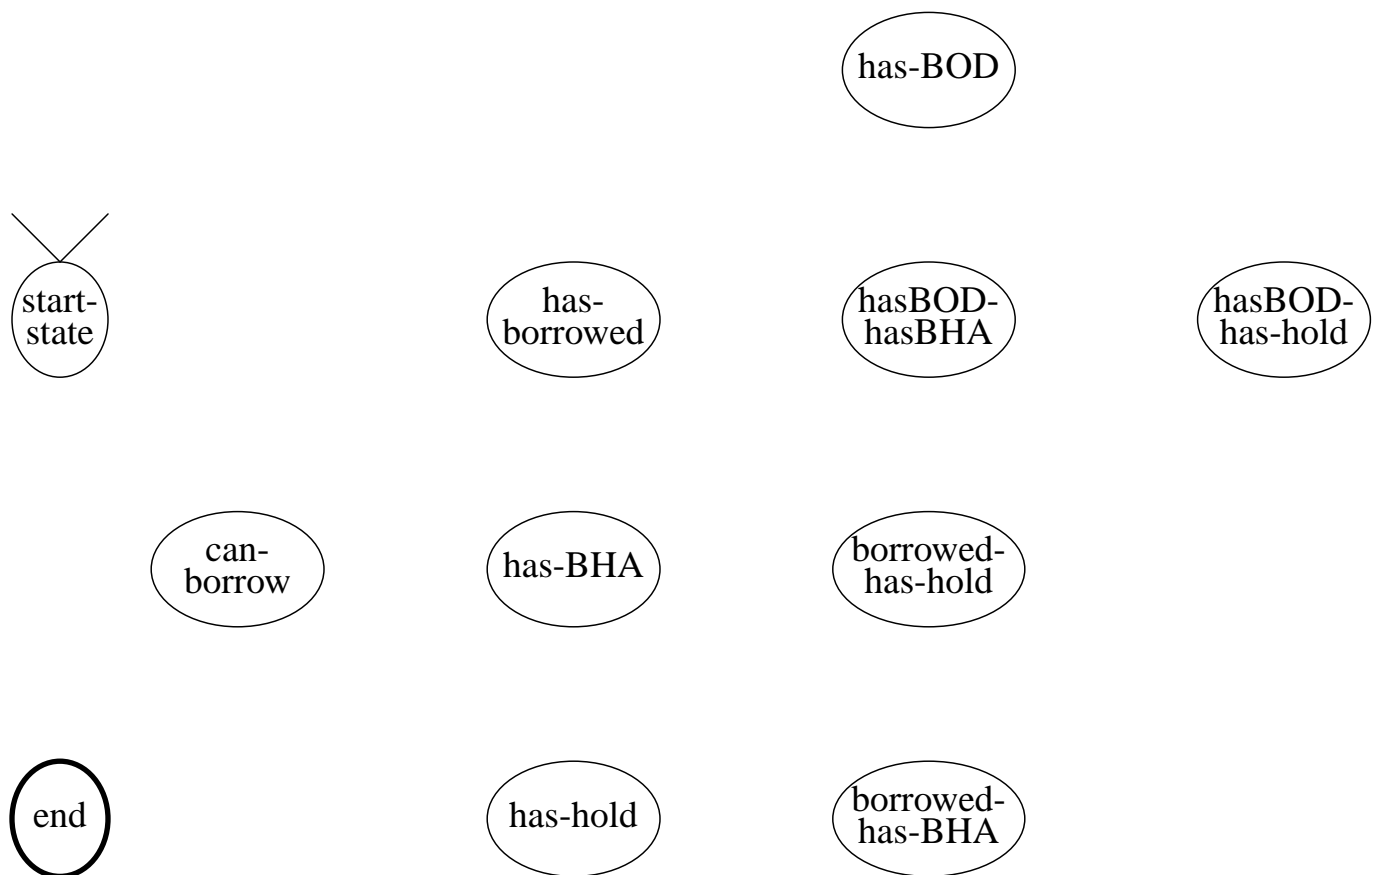 has-BOD
start-
state
has-
borrowed
hasBOD-
hasBHA
hasBOD-
has-hold
can-
borrow
has-BHA
borrowed-
has-hold
end
has-hold
borrowed-
has-BHA